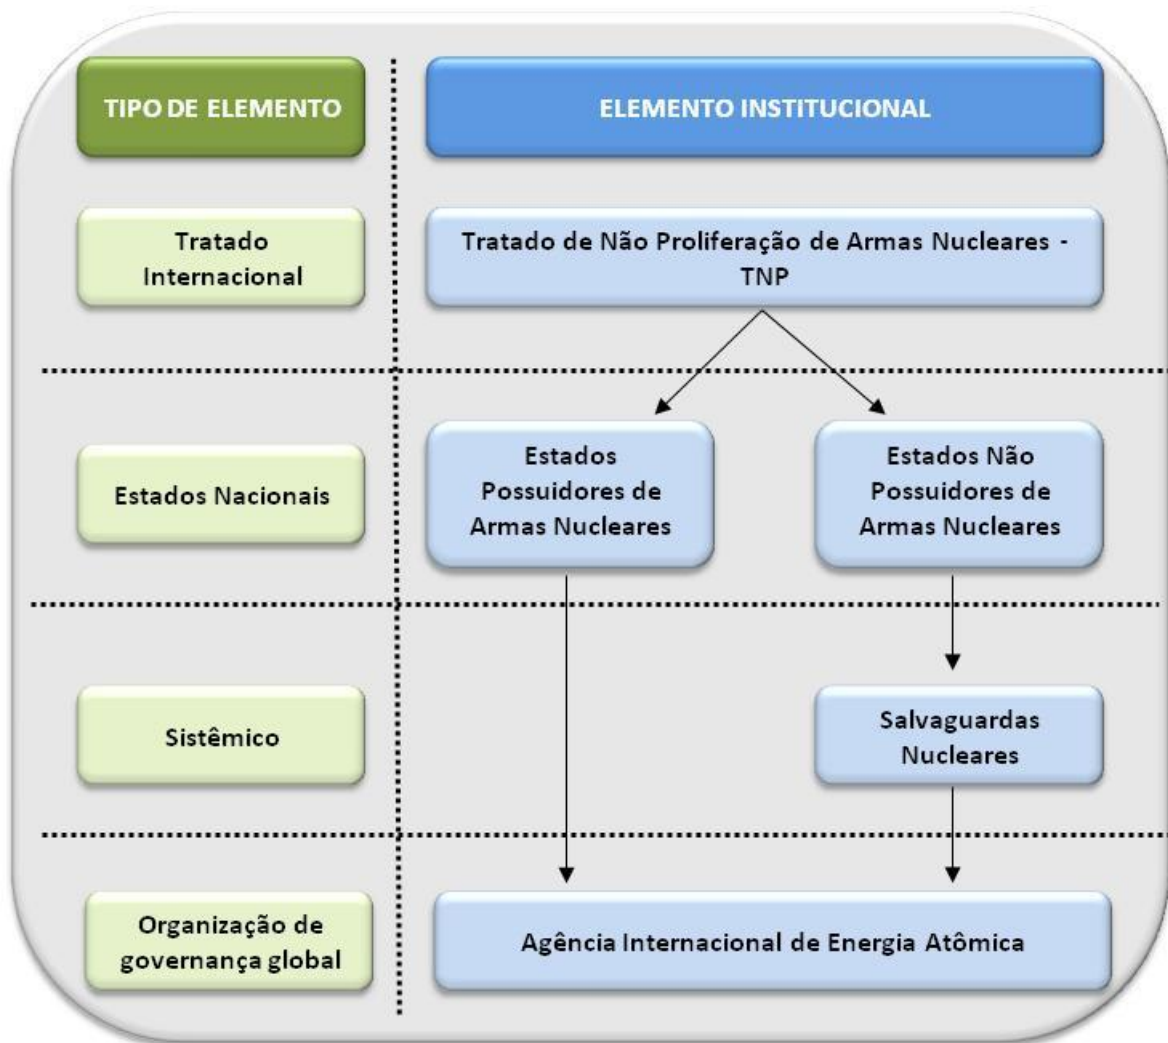 TIPO DE ELEMENTO
ELEMENTO INSTITUCIONAL
Tratado
Internacional
Tratado de Não Proliferação de Armas Nucleares -
TNP
Estados Nacionais
Estados
Possuidores de
Armas Nucleares
Estados Não
Possuidores de
Armas Nucleares
Sistêmico
Salvaguardas
Nucleares
Organização de
governança global
Agência Internacional de Energia Atômica